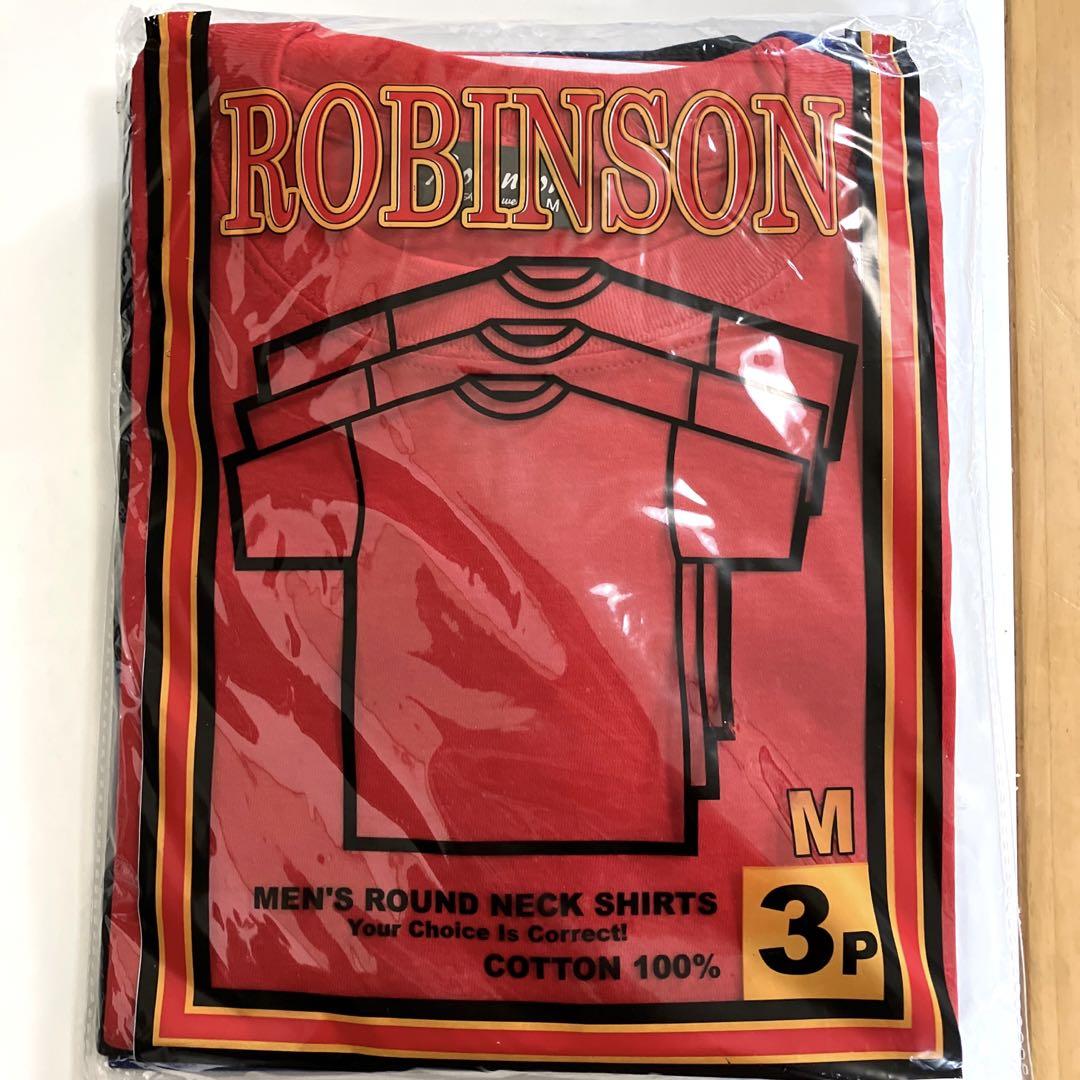 ROBINSON
M
M
MEN'S ROUND NECK SHIRTS
Your Choice Is Correct!
COTTON 100%
3P